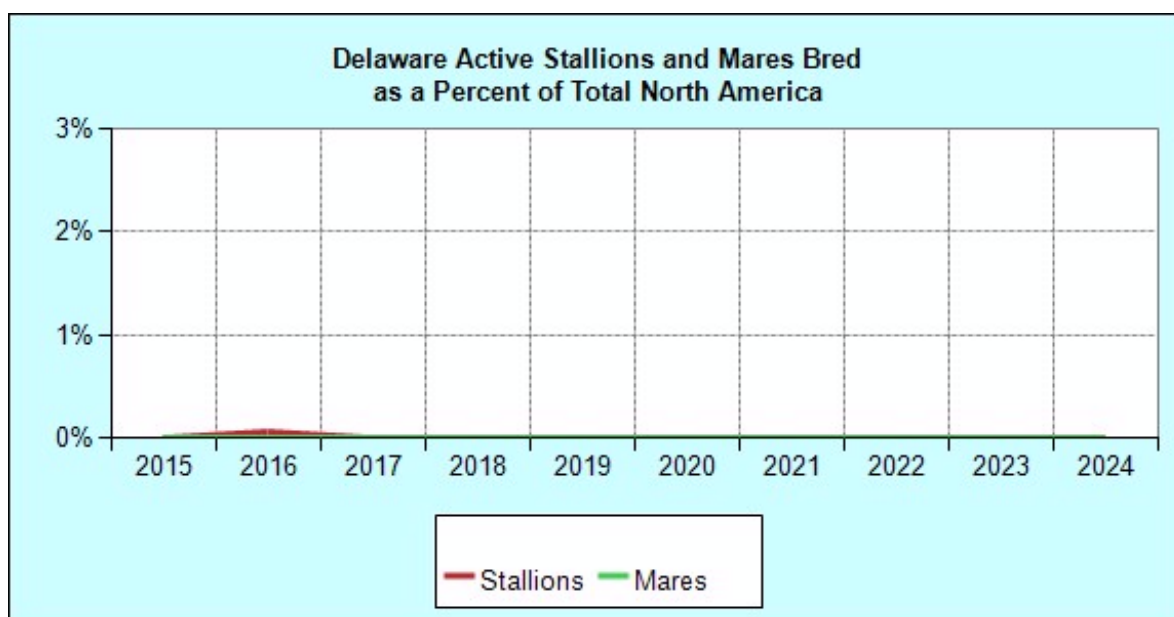 Delaware Active Stallions and Mares Bred
as a Percent of Total North America
3%
2%
1%
0%
2015 2016 2017 2018 2019 2020 2021 2022 2023 2024
Stallions Mares